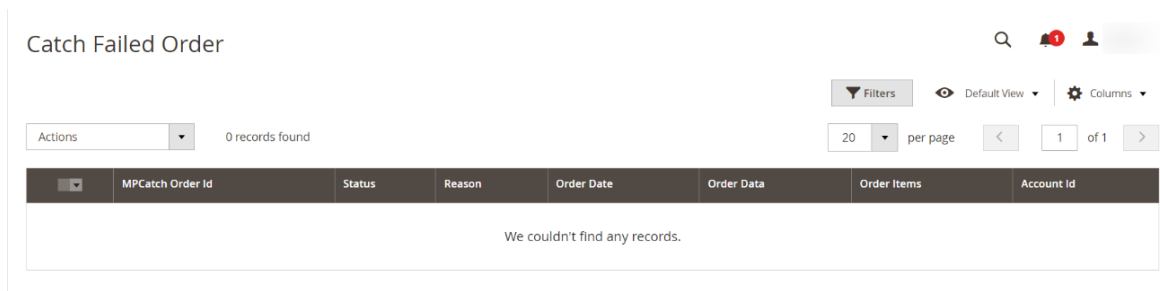 Catch Failed Order
1
Filters
Default View
Columns
Actions
0 records found
20
per page
1
of 1
MPCatch Order Id
Status
Reason
Order Date
Order Data
Order Items
Account Id
We couldn't find any records.